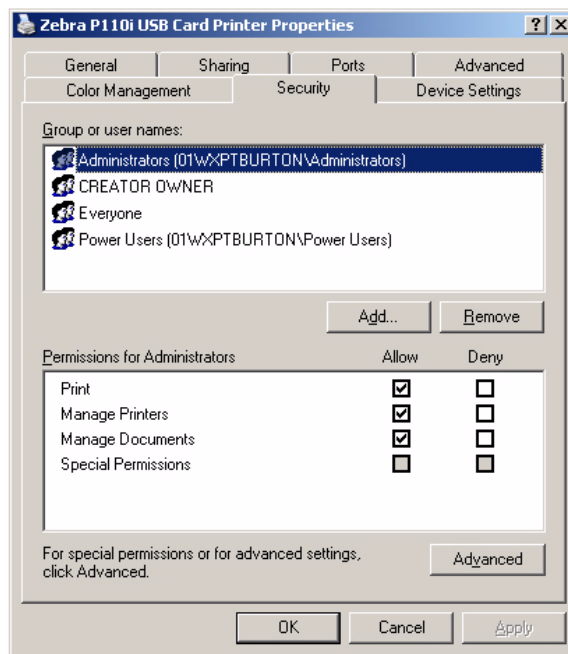 Zebra P110i USB Card Printer Properties
General Sharing Ports Advanced
Color Management Security Device Settings
Group or user names:
Administrators (01WXPTBURTON\Administrators)
CREATOR OWNER
Everyone
Power Users (01WXPTBURTON\Power Users)
Add... Remove
Permissions for Administrators Allow Deny
Print
Manage Printers
Manage Documents
Special Permissions
For special permissions or for advanced settings,
click Advanced.
Advanced
OK Cancel Apply